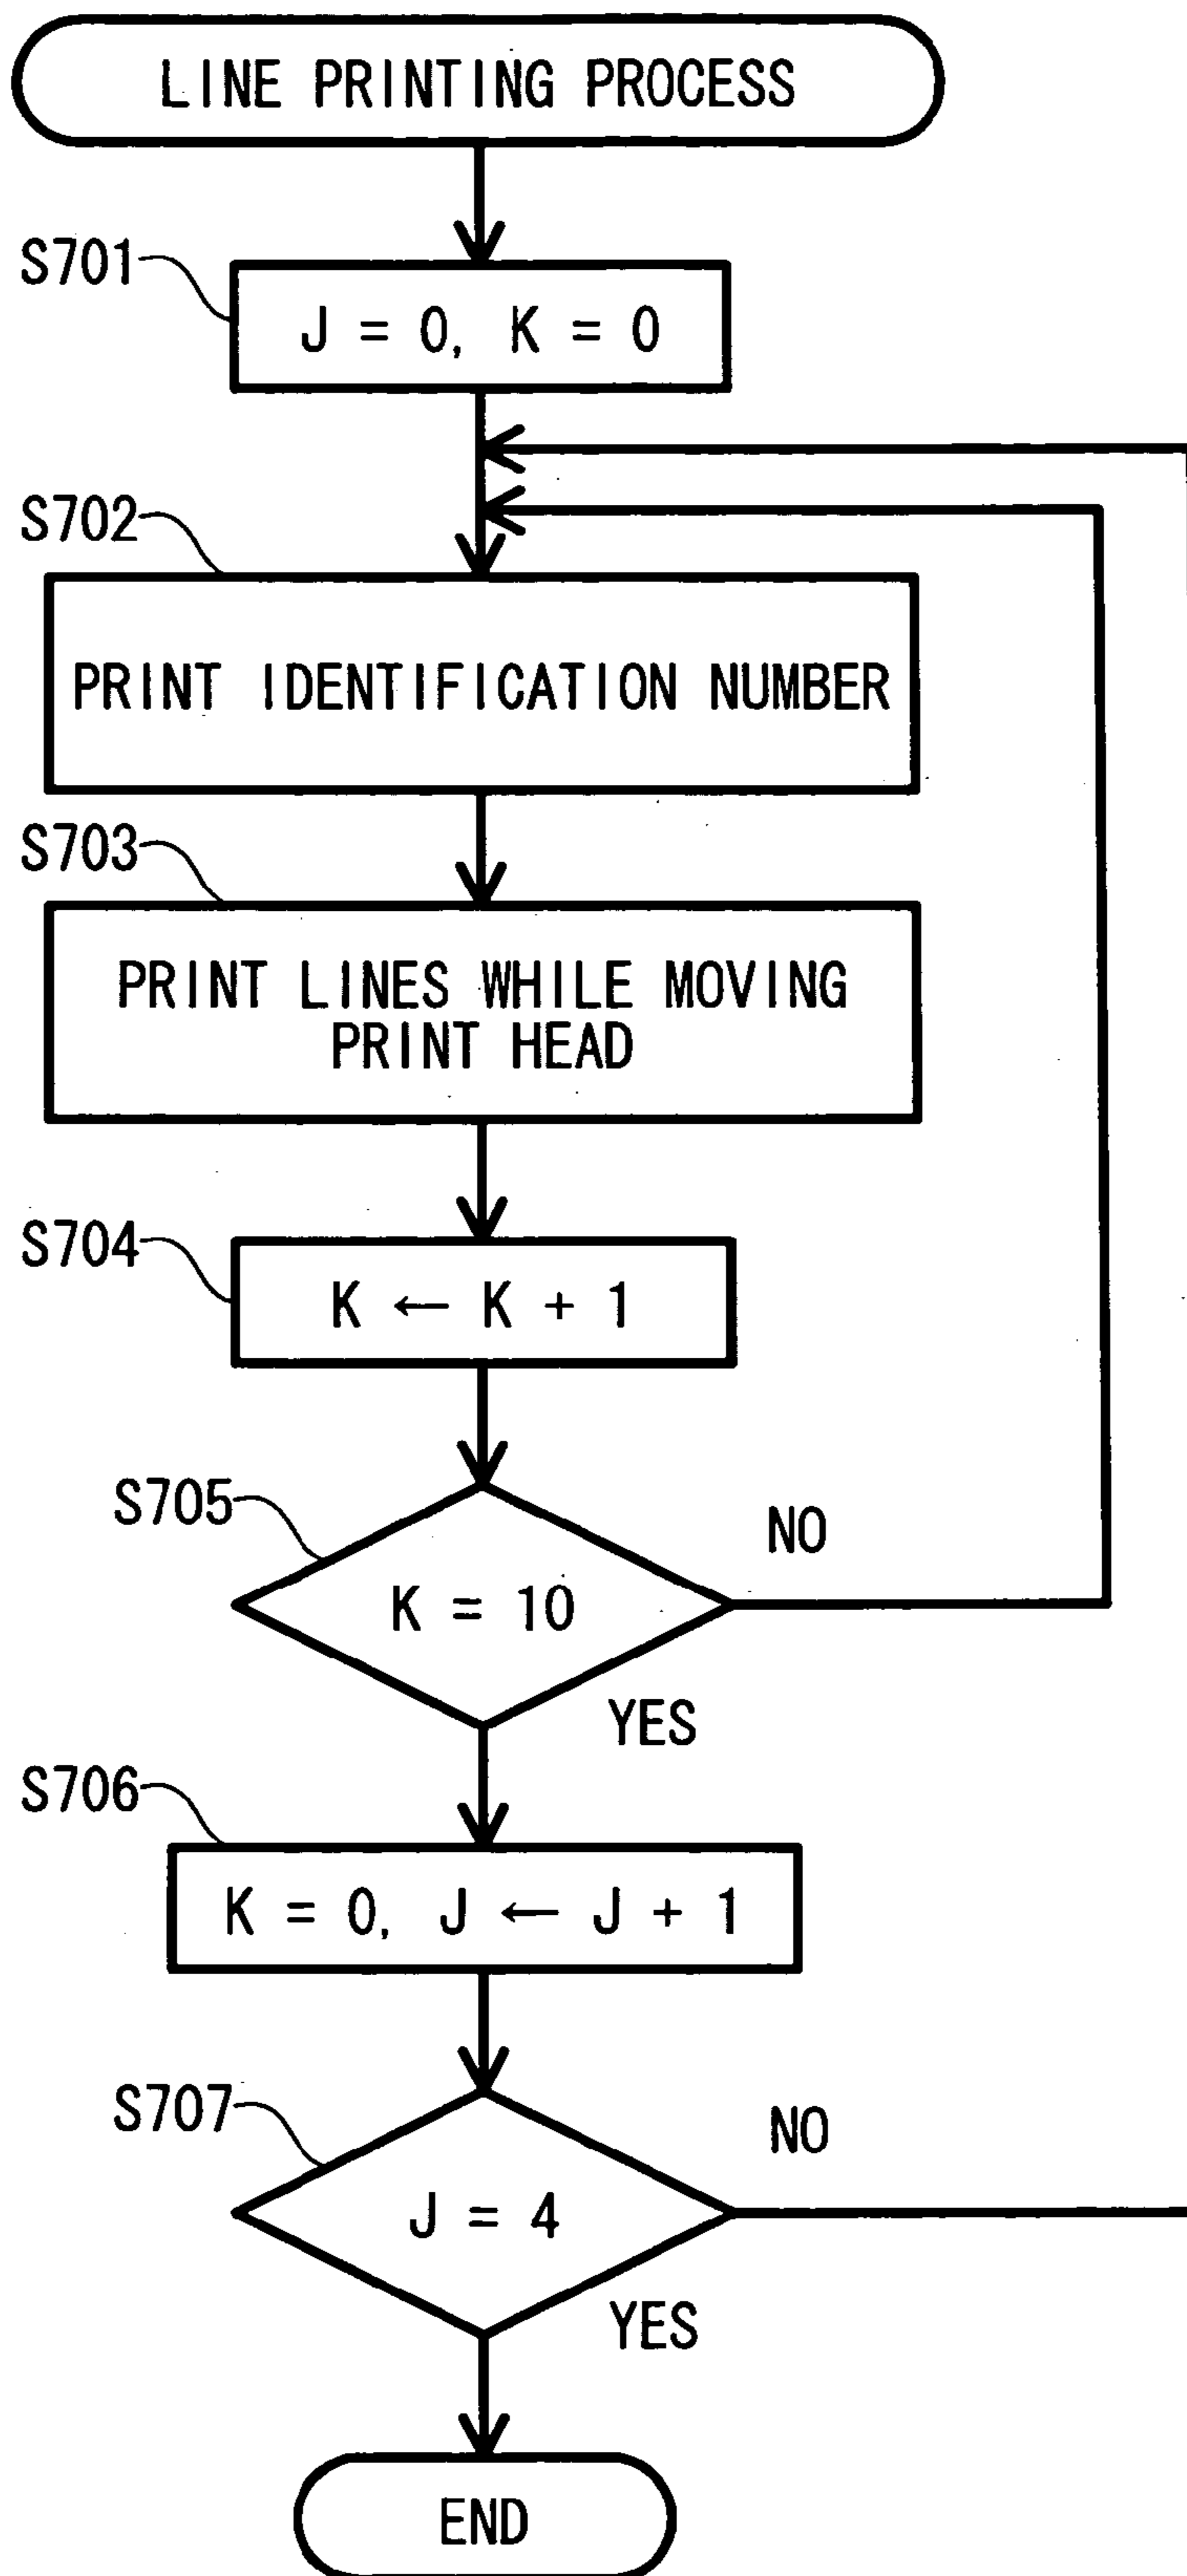 LINE PRINTING PROCESS
S701
J = 0, K = 0
S702
PRINT IDENTIFICATION NUMBER
S703
PRINT LINES WHILE MOVING
PRINT HEAD
S704
K ← K + 1
S705
K = 10
NO
YES
S706
K = 0, J ← J + 1
S707
J = 4
NO
YES
END